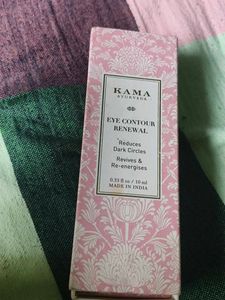 KAMA
AYURVEDA
EYE CONTOUR
RENEWAL
Reduces
Dark Circles
Revives &
Re-energises
0.33 fl oz / 10 ml
MADE IN INDIA